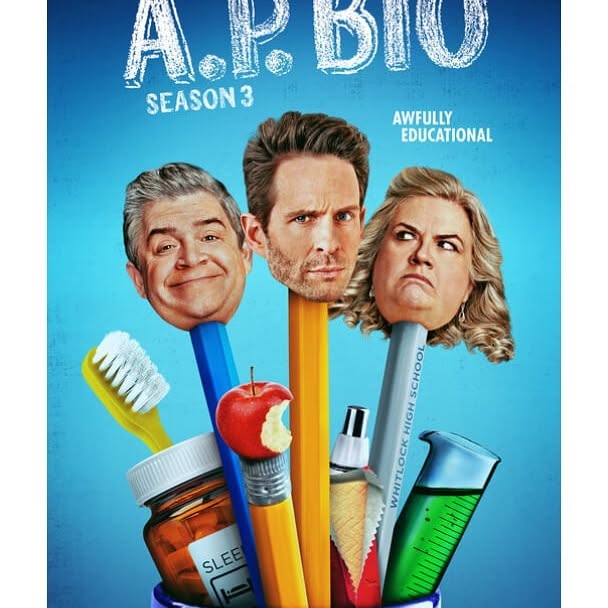 A.P. BIO
SEASON 3
AWFULLY
EDUCATIONAL
WHITLOCK HIGH SCHOOL
SLEE